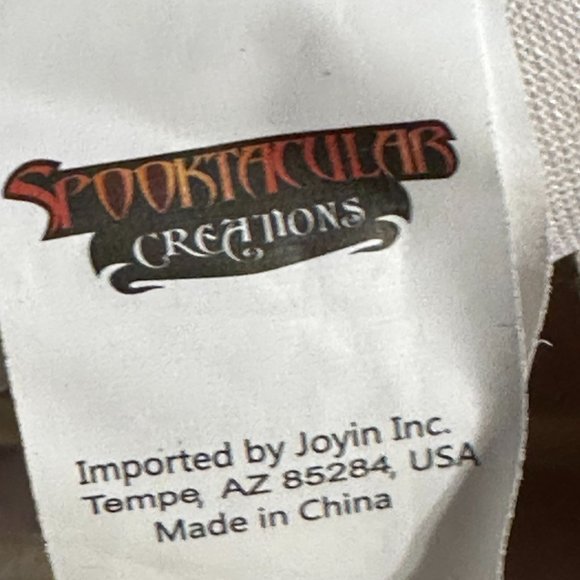 SPOOKTACULAR
CREATIONS
Imported by Joyin Inc.
Tempe, AZ 85284, USA
Made in China